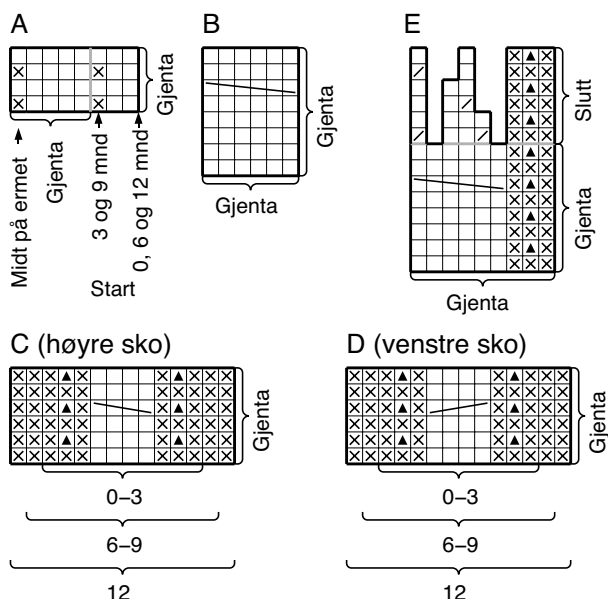 A
Gjenta
Gjenta
Midt på ermet
3 og 9 mnd
0, 6 og 12 mnd
Start
B
Gjenta
Gjenta
E
Slutt
Gjenta
Gjenta
C (høyre sko)
Gjenta
0–3
6–9
12
D (venstre sko)
Gjenta
0–3
6–9
12